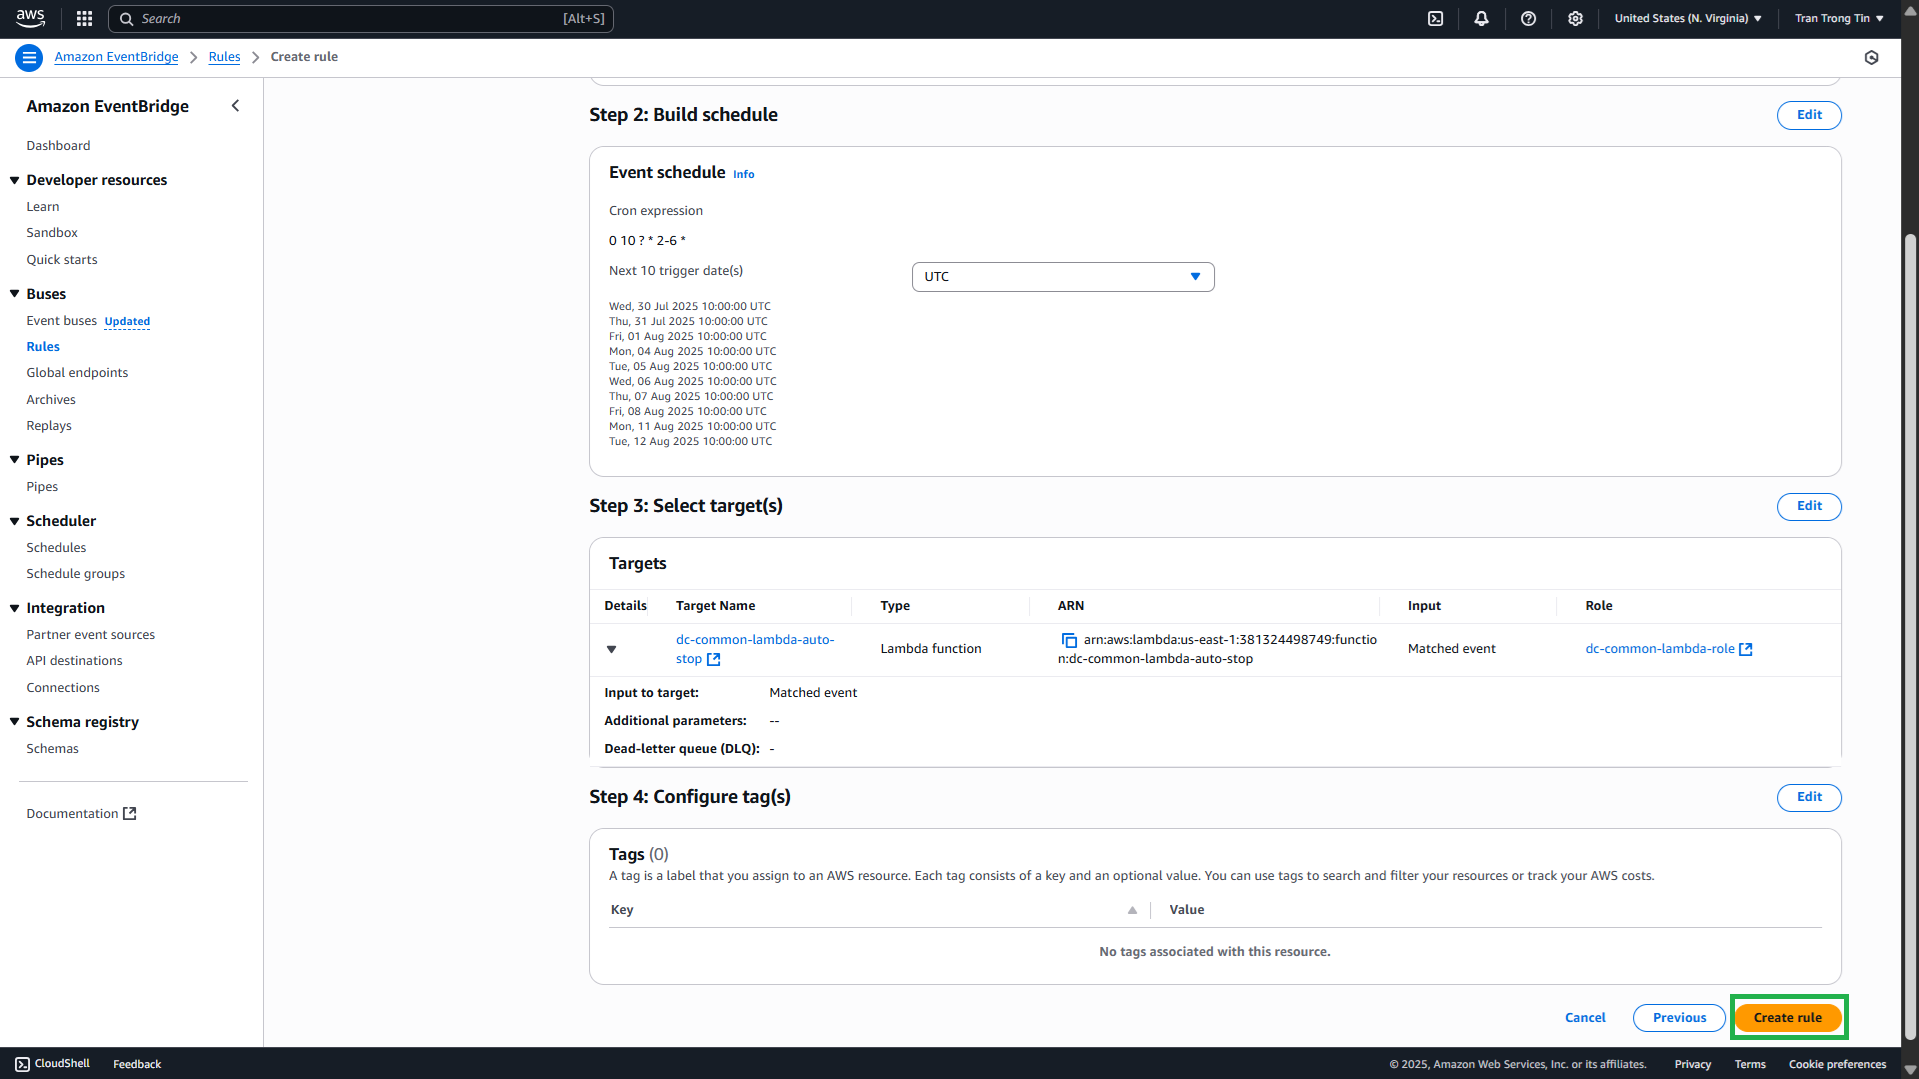 aws
Search [Alt+S]
United States (N. Virginia)
Tran Trong Tin
Amazon EventBridge
Rules
Create rule
Amazon EventBridge
Dashboard
Developer resources
Learn
Sandbox
Quick starts
Buses
Event buses Updated
Rules
Global endpoints
Archives
Replays
Pipes
Pipes
Scheduler
Schedules
Schedule groups
Integration
Partner event sources
API destinations
Connections
Schema registry
Schemas
Documentation
Step 2: Build schedule
Edit
Event schedule Info
Cron expression
0 10 ? * 2-6 *
Next 10 trigger date(s)
UTC
Wed, 30 Jul 2025 10:00:00 UTC
Thu, 31 Jul 2025 10:00:00 UTC
Fri, 01 Aug 2025 10:00:00 UTC
Mon, 04 Aug 2025 10:00:00 UTC
Tue, 05 Aug 2025 10:00:00 UTC
Wed, 06 Aug 2025 10:00:00 UTC
Thu, 07 Aug 2025 10:00:00 UTC
Fri, 08 Aug 2025 10:00:00 UTC
Mon, 11 Aug 2025 10:00:00 UTC
Tue, 12 Aug 2025 10:00:00 UTC
Step 3: Select target(s)
Edit
Targets
Details Target Name Type ARN Input Role
dc-common-lambda-auto-
stop
Lambda function
arn:aws:lambda:us-east-1:381324498749:functio
n:dc-common-lambda-auto-stop
Matched event
dc-common-lambda-role
Input to target: Matched event
Additional parameters: --
Dead-letter queue (DLQ): -
Step 4: Configure tag(s)
Edit
Tags (0)
A tag is a label that you assign to an AWS resource. Each tag consists of a key and an optional value. You can use tags to search and filter your resources or track your AWS costs.
Key Value
No tags associated with this resource.
Cancel
Previous
Create rule
CloudShell
Feedback
© 2025, Amazon Web Services, Inc. or its affiliates.
Privacy
Terms
Cookie preferences